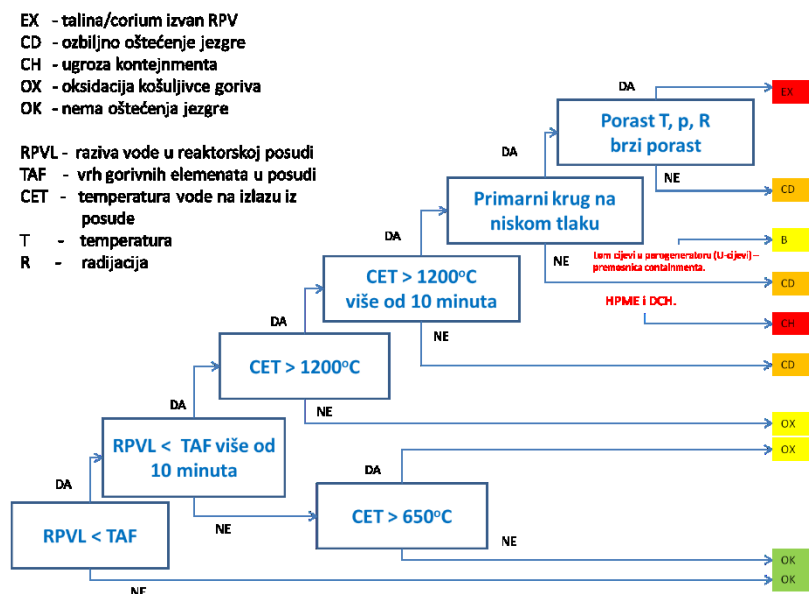 EX - talina/corium izvan RPV
CD - ozbiljno oštećenje jezgre
CH - ugroza kontejnmenta
OX - oksidacija košuljivce goriva
OK - nema oštećenja jezgre
RPVL - raziva vode u reaktorskoj posudi
TAF - vrh gorivnih elemenata u posudi
CET - temperatura vode na izlazu iz
posude
T - temperatura
R - radijacija
DA
EX
Porast T, p, R
brzi porast
DA
NE
CD
Primarni krug na
niskom tlaku
DA
B
Lom cijevi u parogeneratoru (U-cijevi) –
premosnica containmenta.
NE
CD
CET > 1200°C
više od 10 minuta
HPME i DCH.
CH
DA
NE
CD
CET > 1200°C
DA
NE
OX
RPVL < TAF više od
10 minuta
DA
OX
DA
CET > 650°C
NE
NE
RPVL < TAF
OK
NE
OK